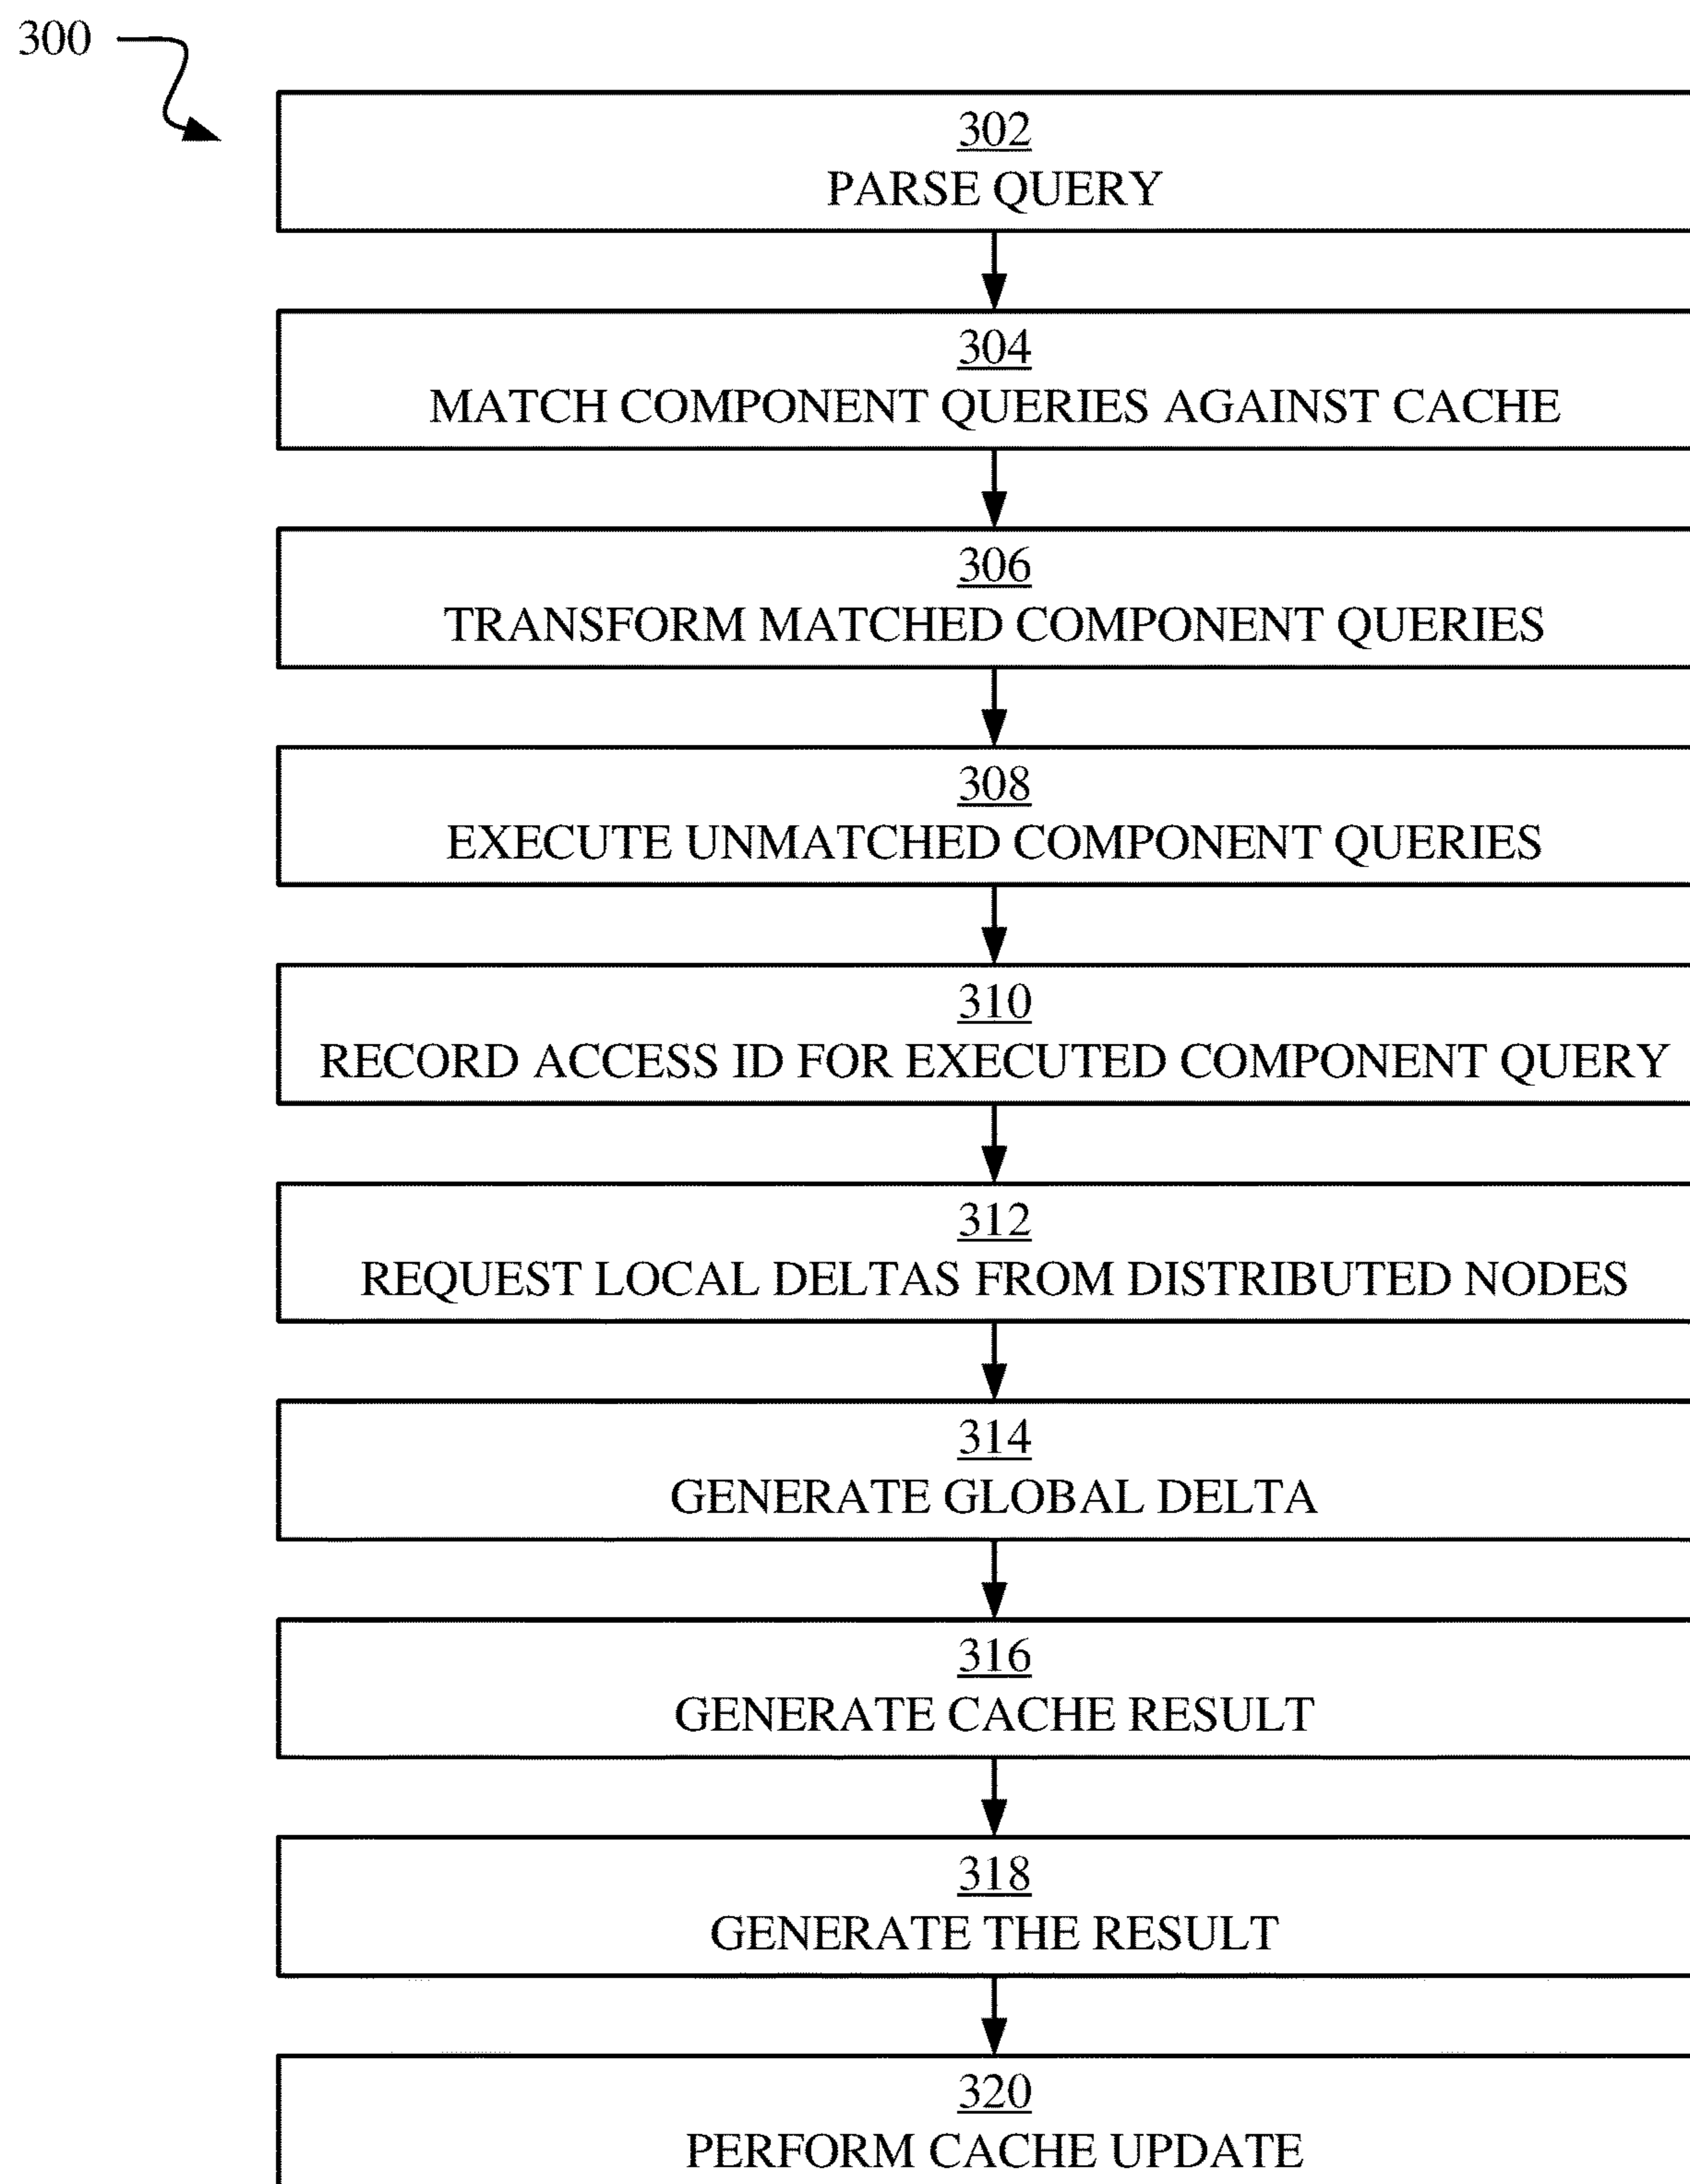 300
302
PARSE QUERY
304
MATCH COMPONENT QUERIES AGAINST CACHE
306
TRANSFORM MATCHED COMPONENT QUERIES
308
EXECUTE UNMATCHED COMPONENT QUERIES
310
RECORD ACCESS ID FOR EXECUTED COMPONENT QUERY
312
REQUEST LOCAL DELTAS FROM DISTRIBUTED NODES
314
GENERATE GLOBAL DELTA
316
GENERATE CACHE RESULT
318
GENERATE THE RESULT
320
PERFORM CACHE UPDATE